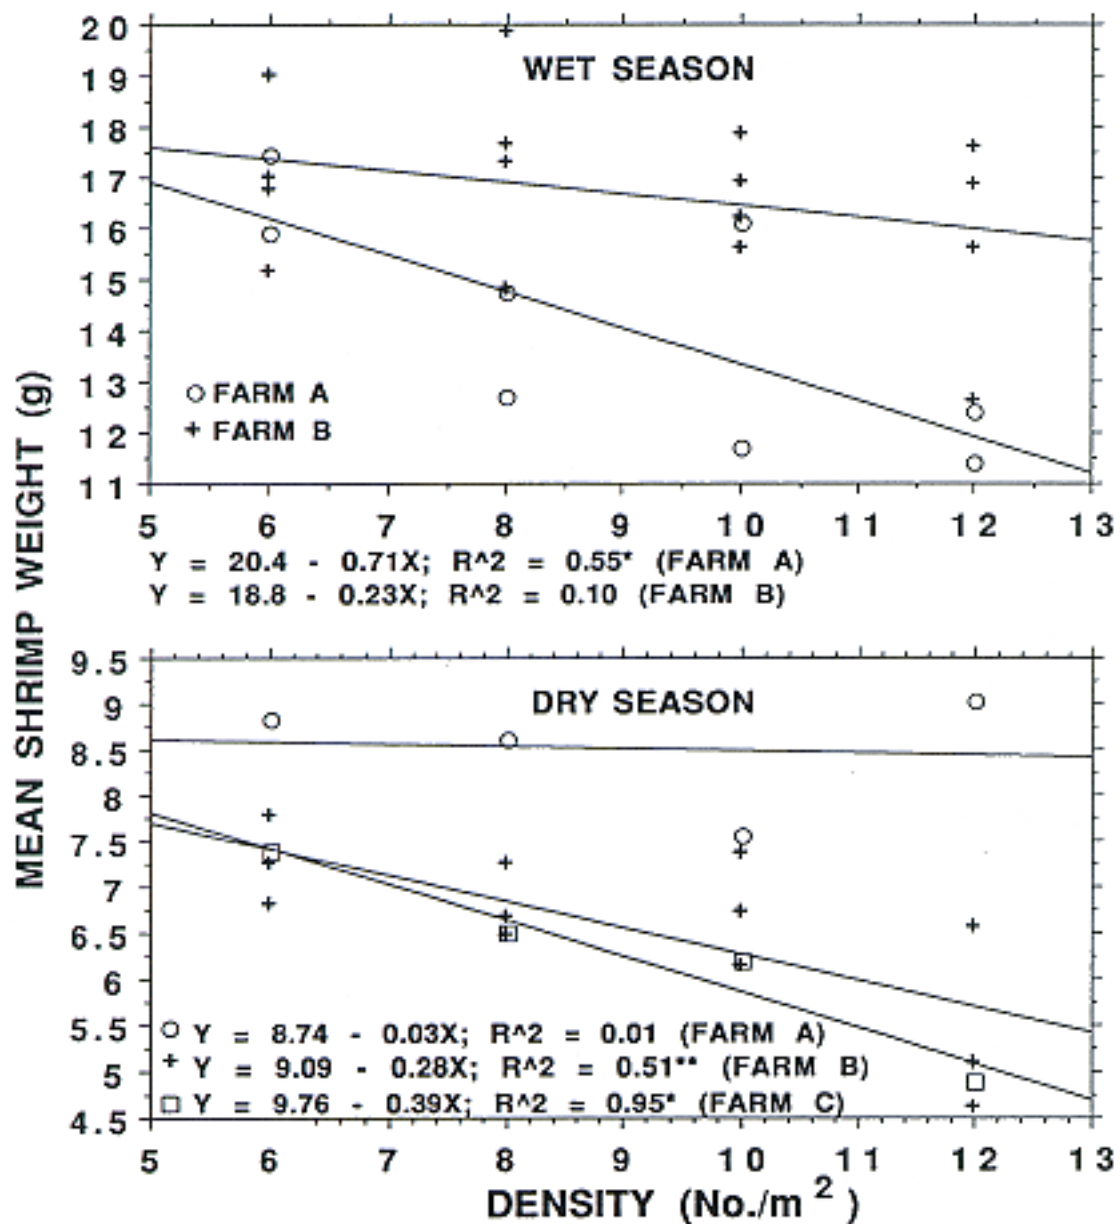 MEAN SHRIMP WEIGHT (g)
20
19
18
17
16
15
14
13
12
11
WET SEASON
FARM A
+ FARM B
5 6 7 8 9 10 11 12 13
Y = 20.4 - 0.71X; R^2 = 0.55* (FARM A)
Y = 18.8 - 0.23X; R^2 = 0.10 (FARM B)
9.5
9
8.5
8
7.5
7
6.5
6
5.5
5
4.5
DRY SEASON
Y = 8.74 - 0.03X; R^2 = 0.01 (FARM A)
+ Y = 9.09 - 0.28X; R^2 = 0.51** (FARM B)
Y = 9.76 - 0.39X; R^2 = 0.95* (FARM C)
5 6 7 8 9 10 11 12 13
DENSITY (No./m²)